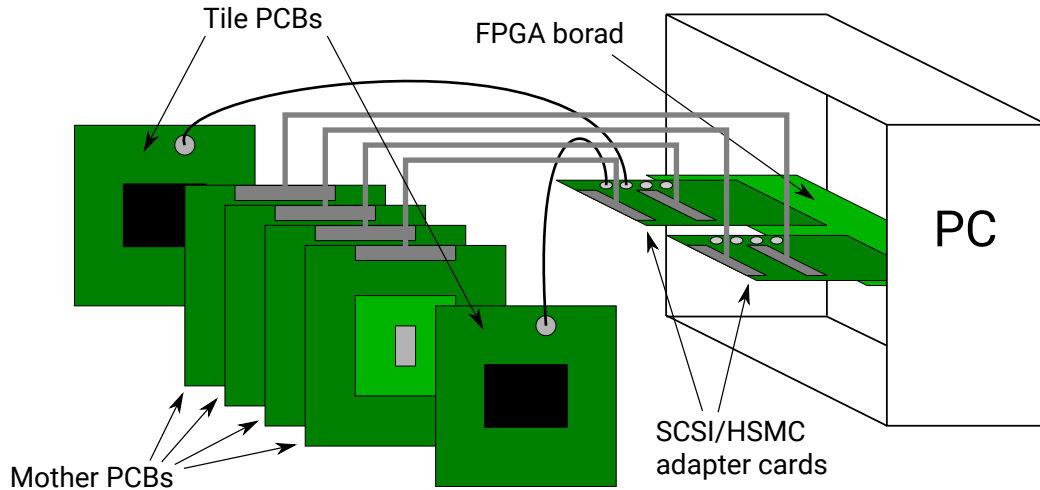 Tile PCBs
FPGA borad
PC
SCSI/HSMC
adapter cards
Mother PCBs